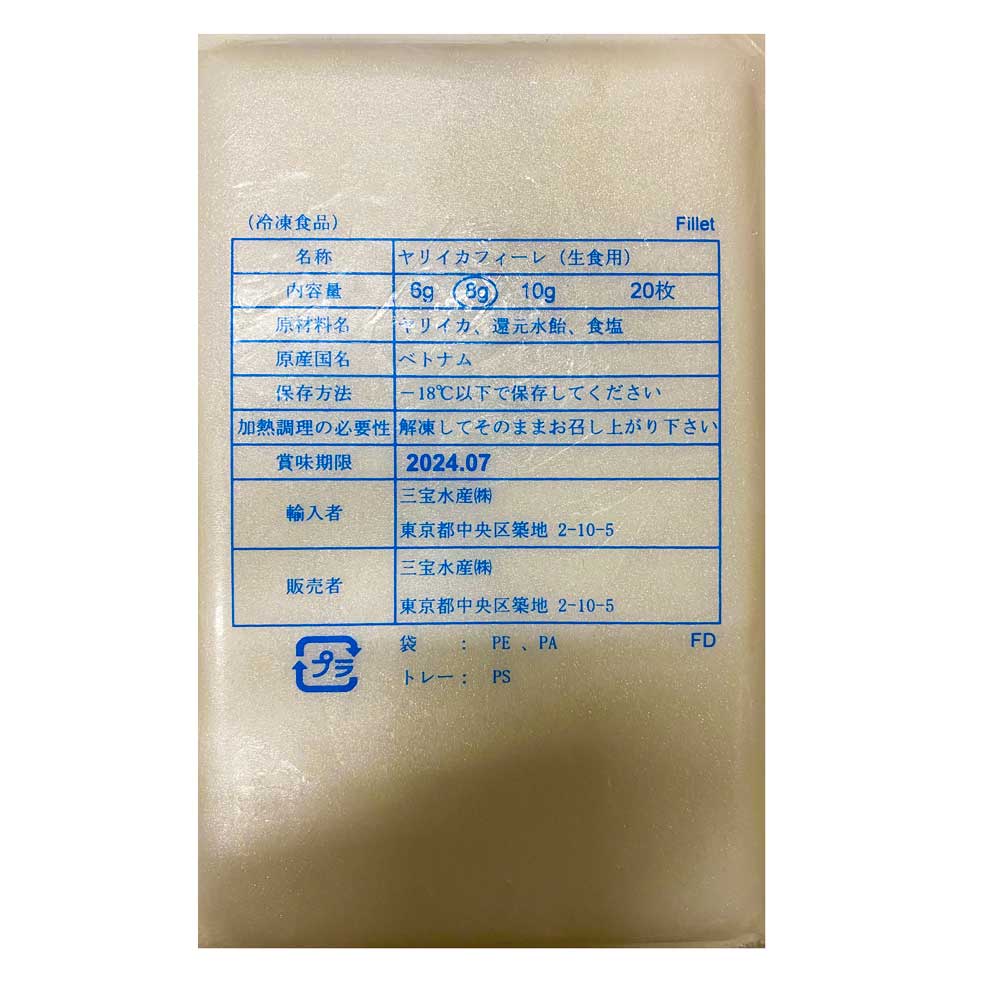 (冷凍食品) Fillet
名称 ヤリイカフィーレ (生食用)
内容量 6g 8g 10g 20枚
原材料名 ヤリイカ、還元水飴、食塩
原産国名 ベトナム
保存方法 -18℃以下で保存してください
加熱調理の必要性 解凍してそのままお召し上がり下さい
賞味期限 2024.07
輸入者 三宝水産㈱
東京都中央区築地 2-10-5
販売者 三宝水産㈱
東京都中央区築地 2-10-5
プラ 袋 : PE 、PA FD
トレー : PS